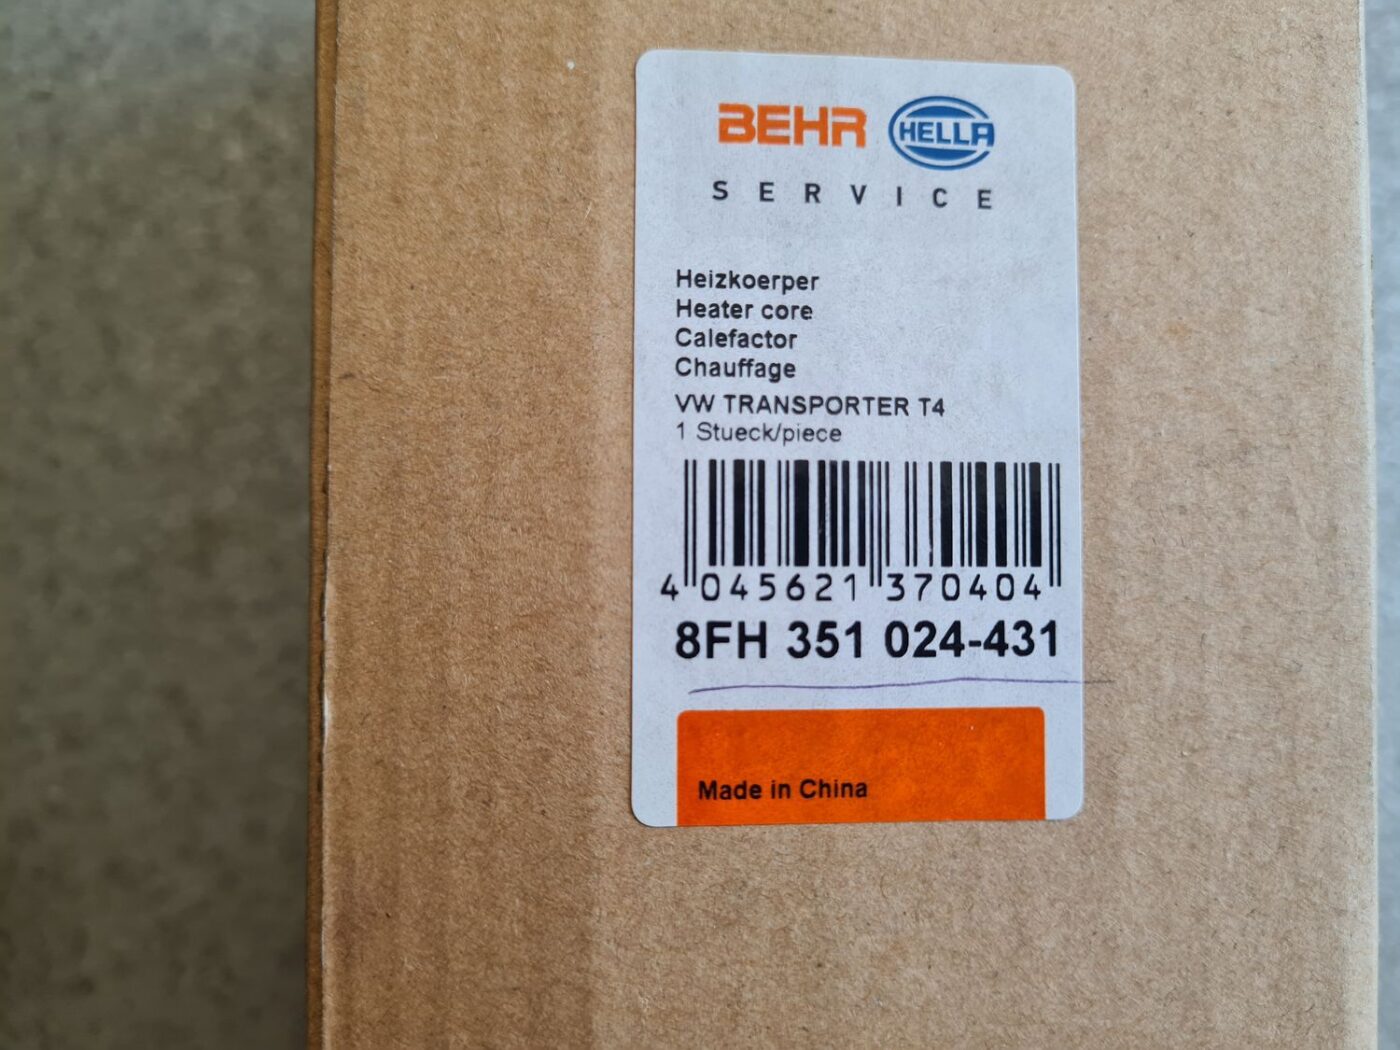 BEHR HELLA
SERVICE
Heizkoerper
Heater core
Calefactor
Chauffage
VW TRANSPORTER T4
1 Stueck/piece
4 045621 370404
8FH 351 024-431
Made in China